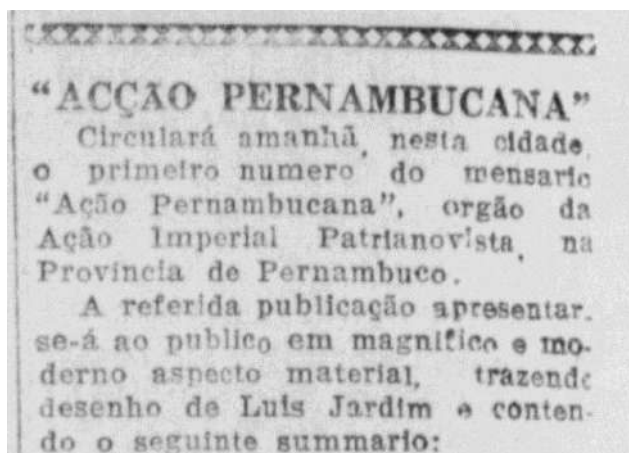 "ACÇÃO PERNAMBUCANA"
Circulará amanhã, nesta cidade,
o primeiro numero do mensario
"Ação Pernambucana", orgão da
Ação Imperial Patrianovista, na
Provincia de Pernambuco.
A referida publicação apresentar-
se-á ao publico em magnifico e mo-
derno aspecto material, trazendo
desenho de Luis Jardim e conten-
do o seguinte summario: